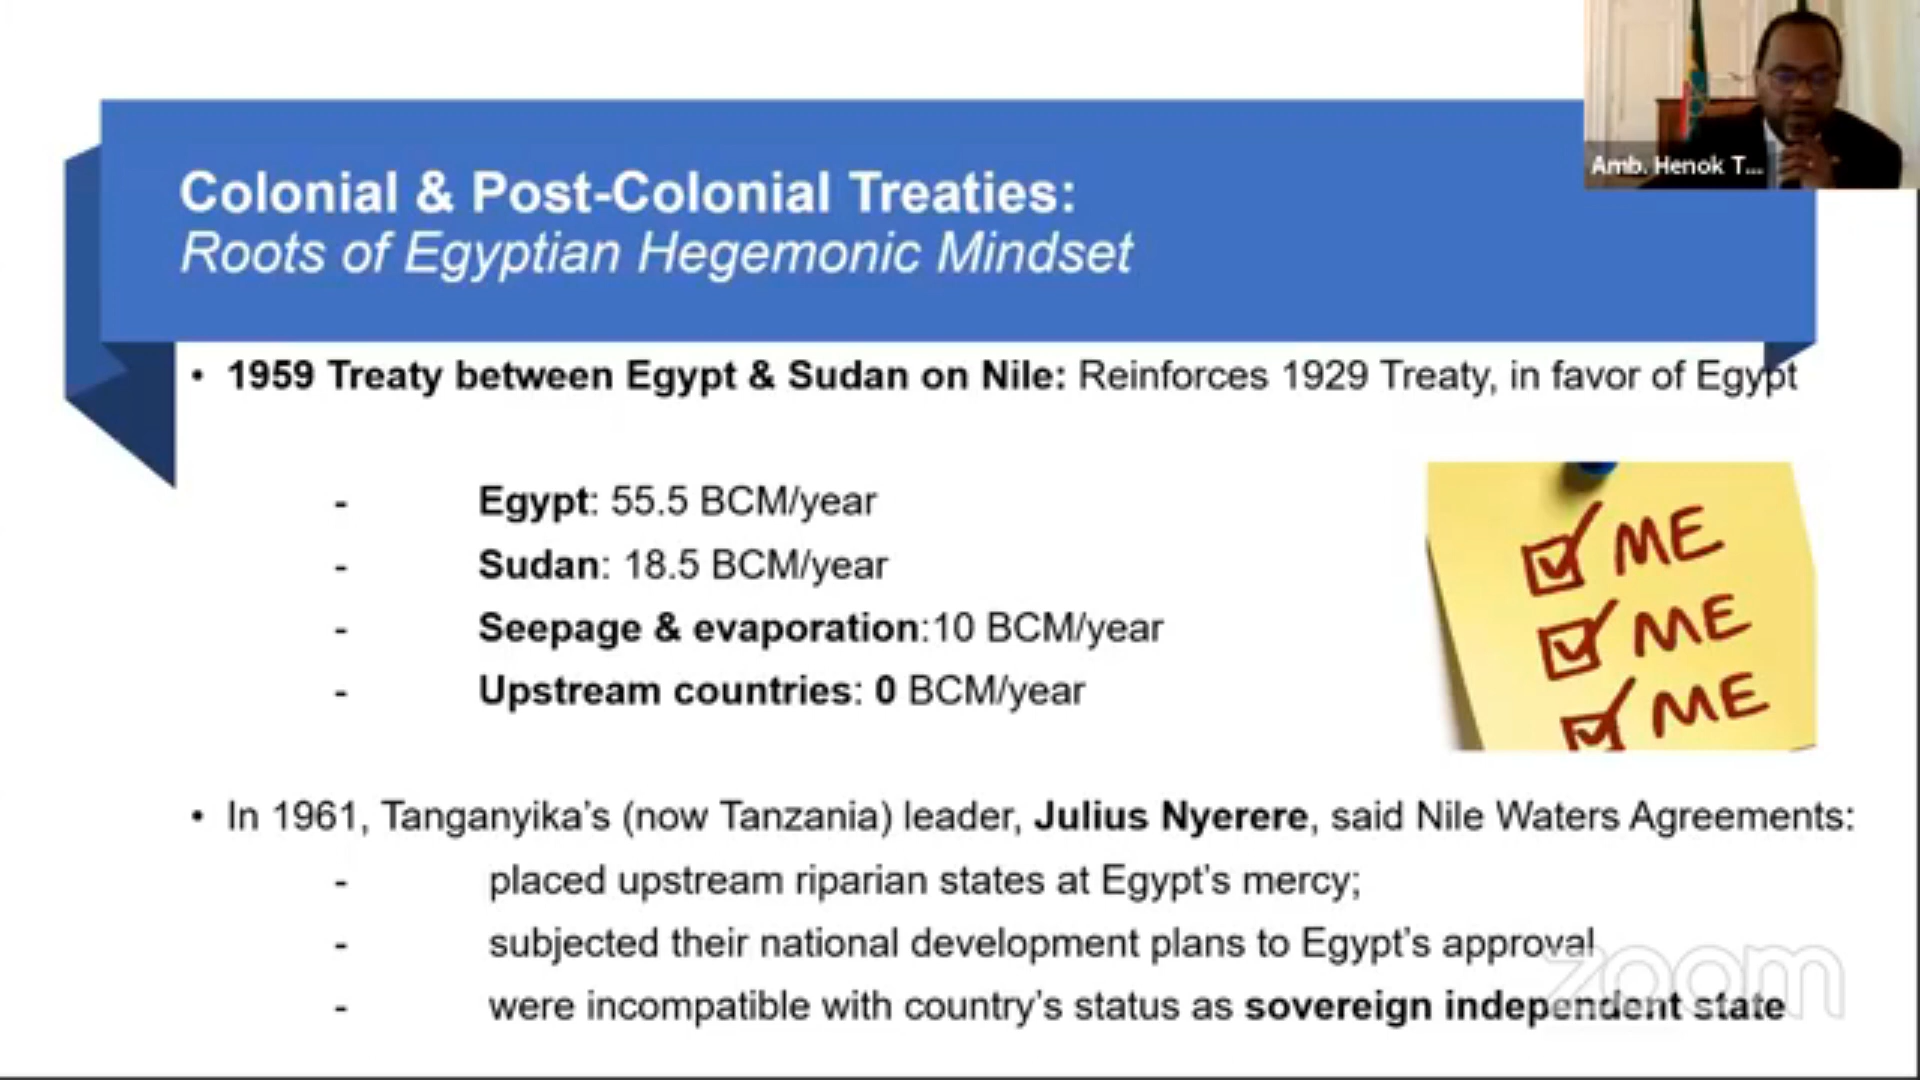 Amb. Henok T...
Colonial & Post-Colonial Treaties:
Roots of Egyptian Hegemonic Mindset
• 1959 Treaty between Egypt & Sudan on Nile: Reinforces 1929 Treaty, in favor of Egypt
- Egypt: 55.5 BCM/year
- Sudan: 18.5 BCM/year
- Seepage & evaporation:10 BCM/year
- Upstream countries: 0 BCM/year
ME
ME
ME
• In 1961, Tanganyika's (now Tanzania) leader, Julius Nyerere, said Nile Waters Agreements:
- placed upstream riparian states at Egypt's mercy;
- subjected their national development plans to Egypt's approval
- were incompatible with country's status as sovereign independent state
zoom